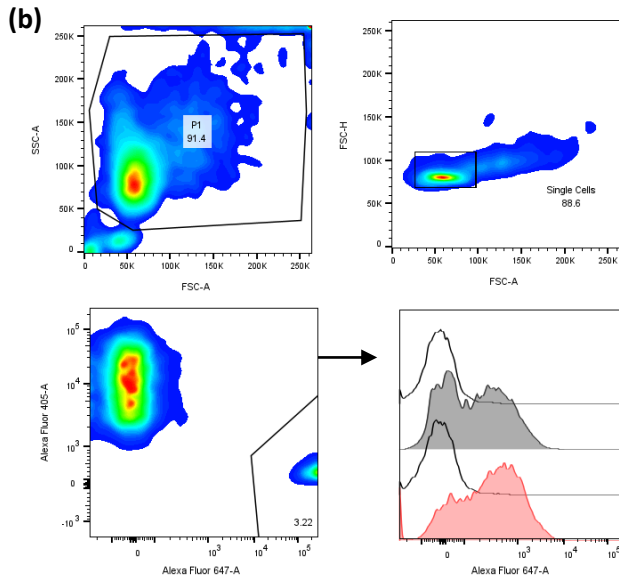 (b)
250K
200K
150K
100K
50K
0
SSC-A
P1
91.4
0 50K 100K 150K 200K 250K
FSC-A
250K
200K
150K
100K
50K
0
FSC-H
Single Cells
88.6
0 50K 100K 150K 200K 250K
FSC-A
10^5
10^4
10^3
0
-10^3
Alexa Fluor 405-A
3.22
0 10^3 10^4 10^5
Alexa Fluor 647-A
0 10^3 10^4 10^5
Alexa Fluor 647-A